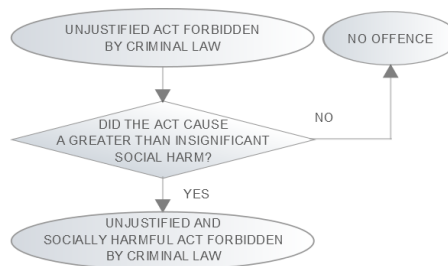 UNJUSTIFIED ACT FORBIDDEN
BY CRIMINAL LAW
NO OFFENCE
DID THE ACT CAUSE
A GREATER THAN INSIGNIFICANT
SOCIAL HARM?
NO
YES
UNJUSTIFIED AND
SOCIALLY HARMFUL ACT FORBIDDEN
BY CRIMINAL LAW